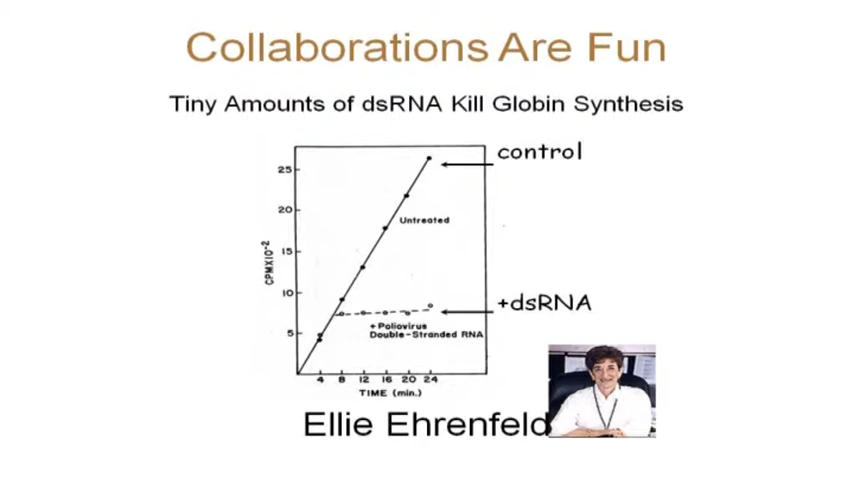 Collaborations Are Fun
Tiny Amounts of dsRNA Kill Globin Synthesis
control
25
20
Untreated
15
CPMX10-2
10
+dsRNA
+ Poliovirus
Double-Stranded RNA
5
4 8 12 16 20 24
TIME (min.)
Ellie Ehrenfeld